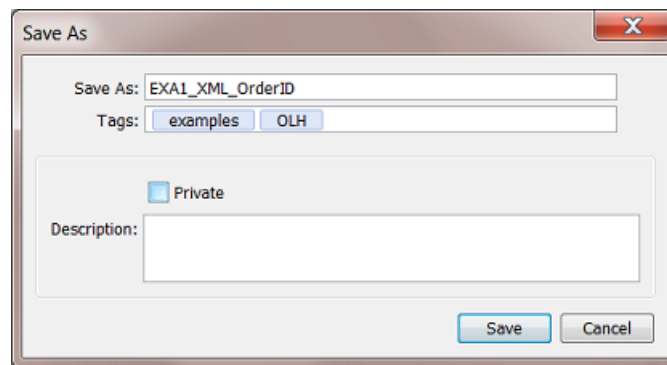 Save As
Save As: EXA1_XML_OrderID
Tags: examples OLH
Private
Description:
Save Cancel